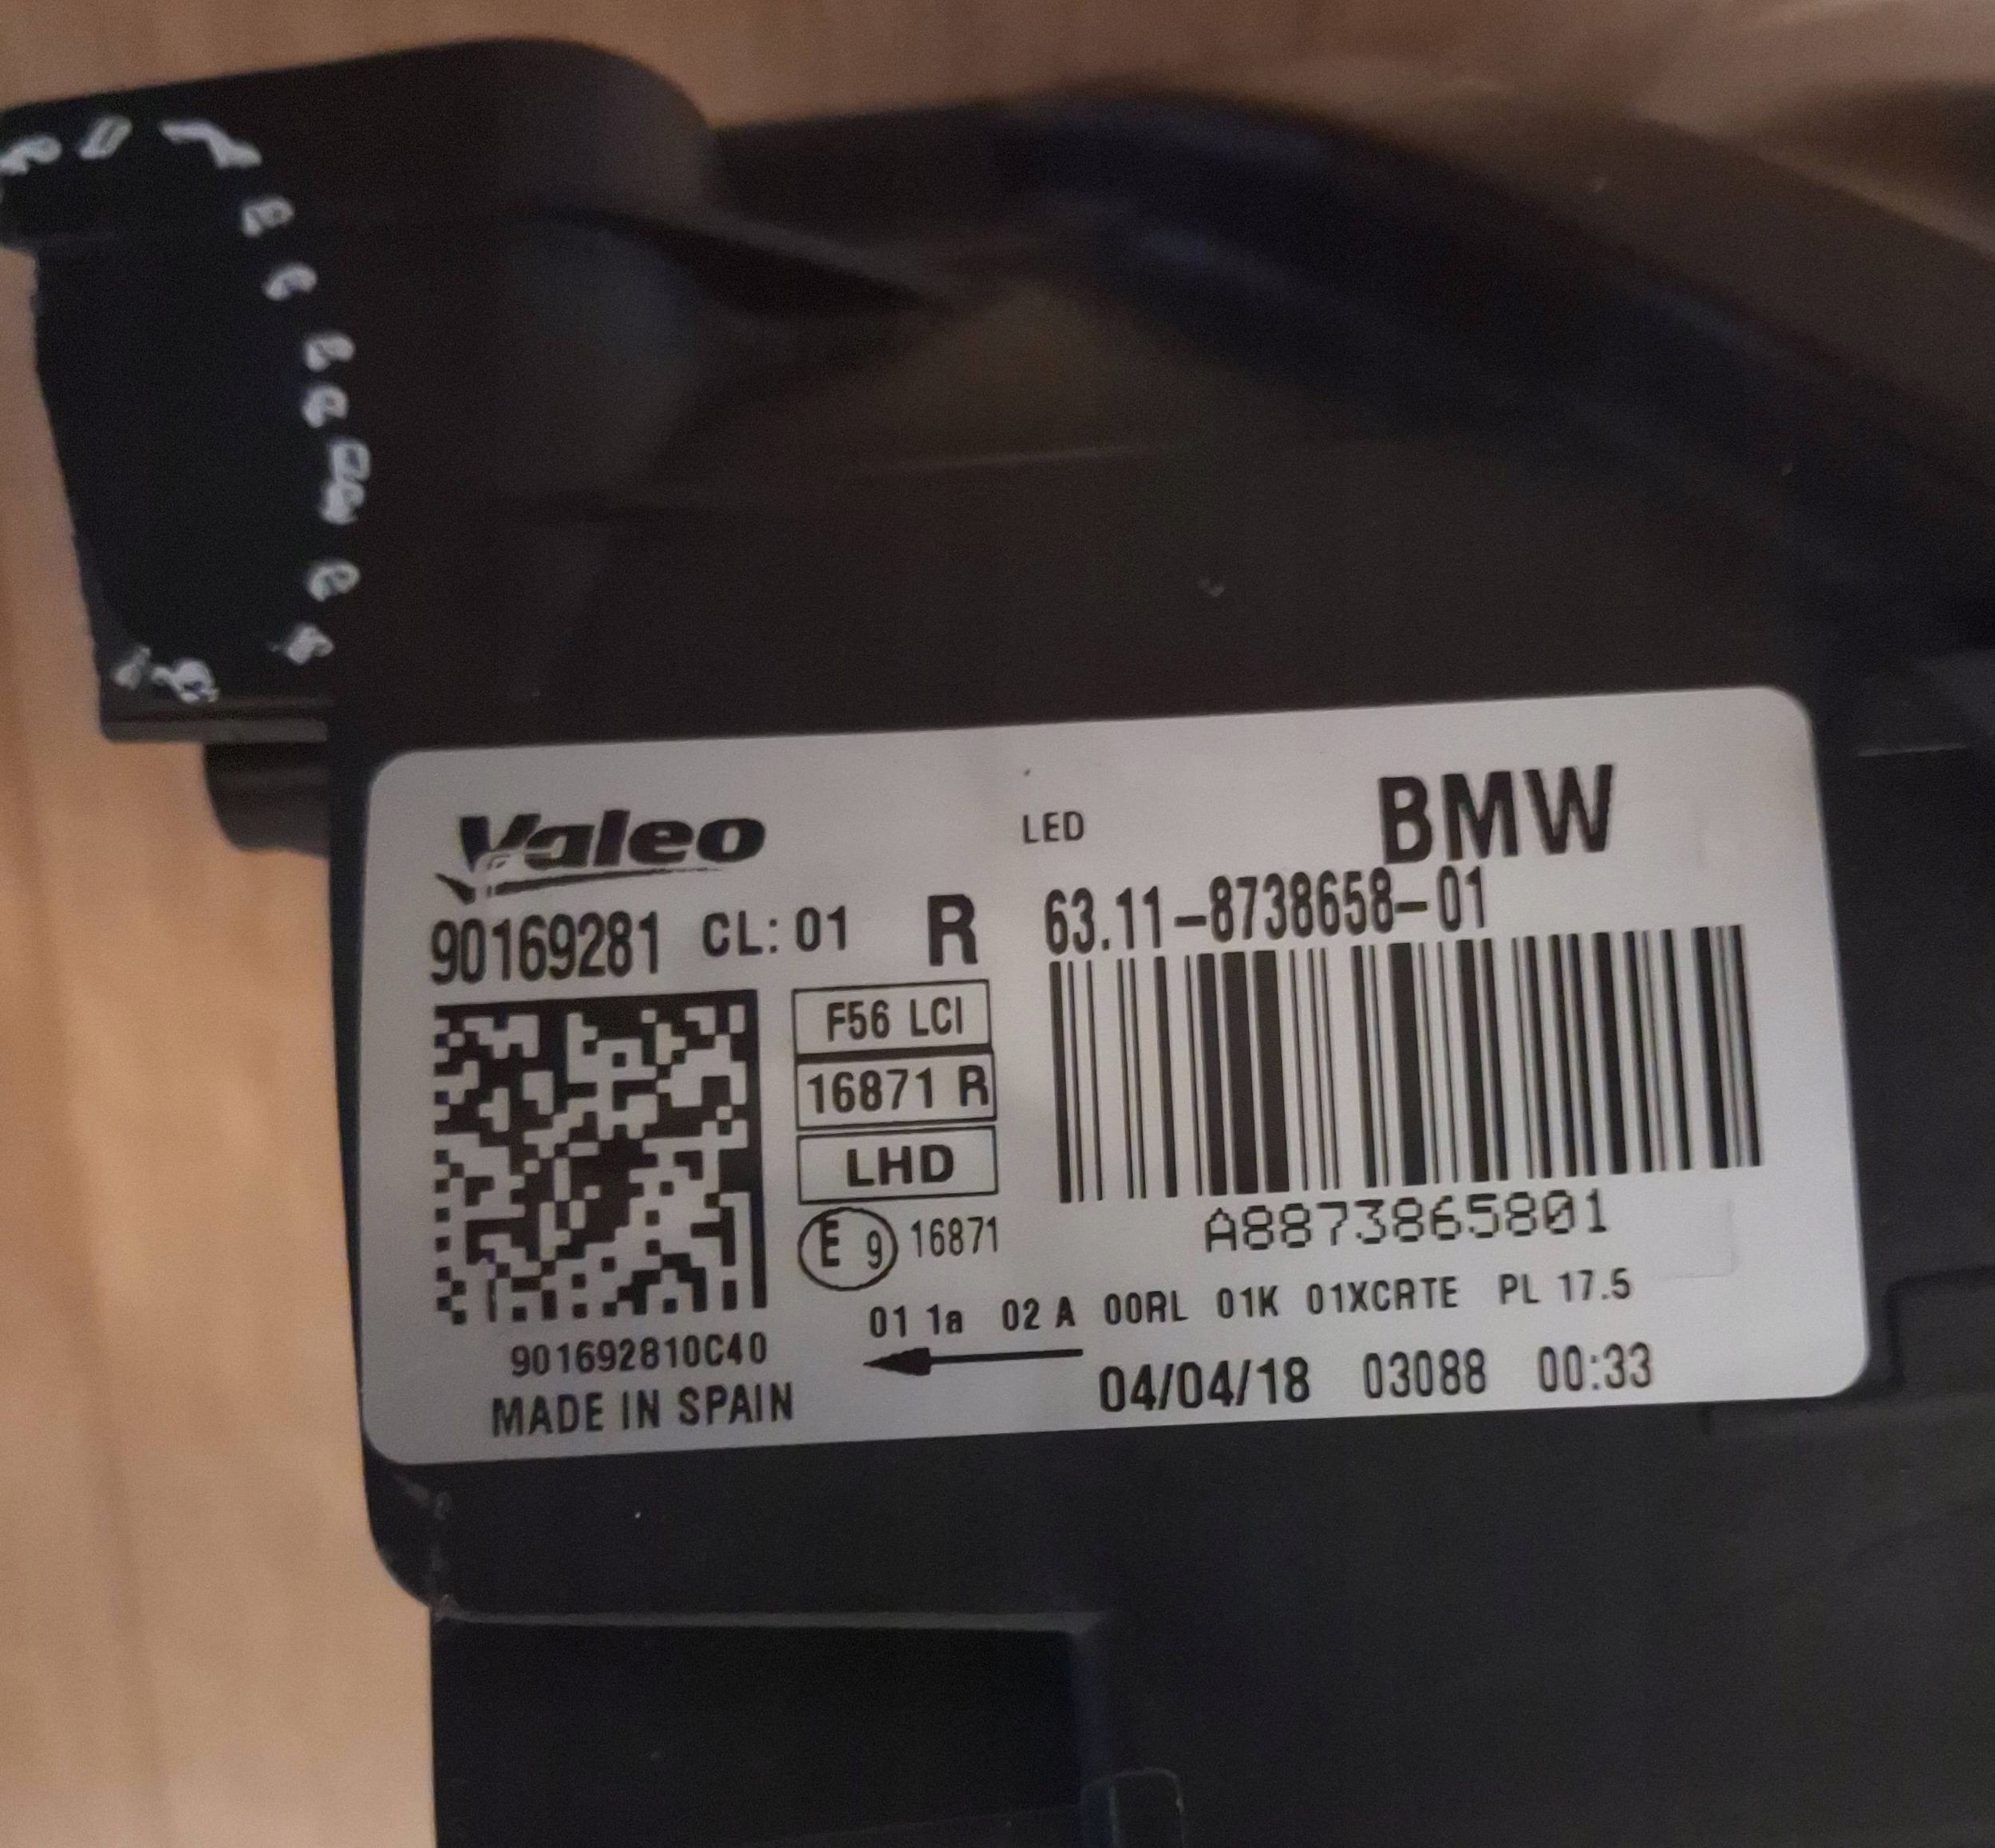 Valeo LED BMW
90169281 CL: 01 R 63.11-8738658-01
F56 LCI
16871 R
LHD
E 9 16871
A8873865801
01 1a 02 A 00RL 01K 01XCRTE PL 17.5
901692810C40
04/04/18 03088 00:33
MADE IN SPAIN